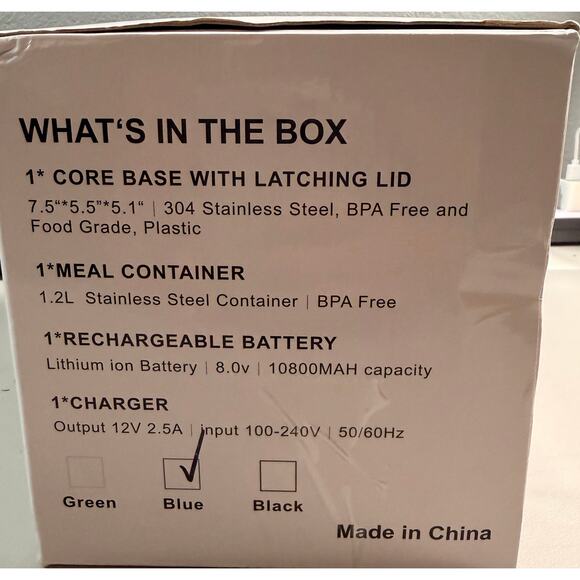 WHAT‘S IN THE BOX
1* CORE BASE WITH LATCHING LID
7.5“*5.5“*5.1“ | 304 Stainless Steel, BPA Free and
Food Grade, Plastic
1*MEAL CONTAINER
1.2L Stainless Steel Container | BPA Free
1*RECHARGEABLE BATTERY
Lithium ion Battery | 8.0v | 10800MAH capacity
1*CHARGER
Output 12V 2.5A | input 100-240V | 50/60Hz
Green Blue Black
Made in China